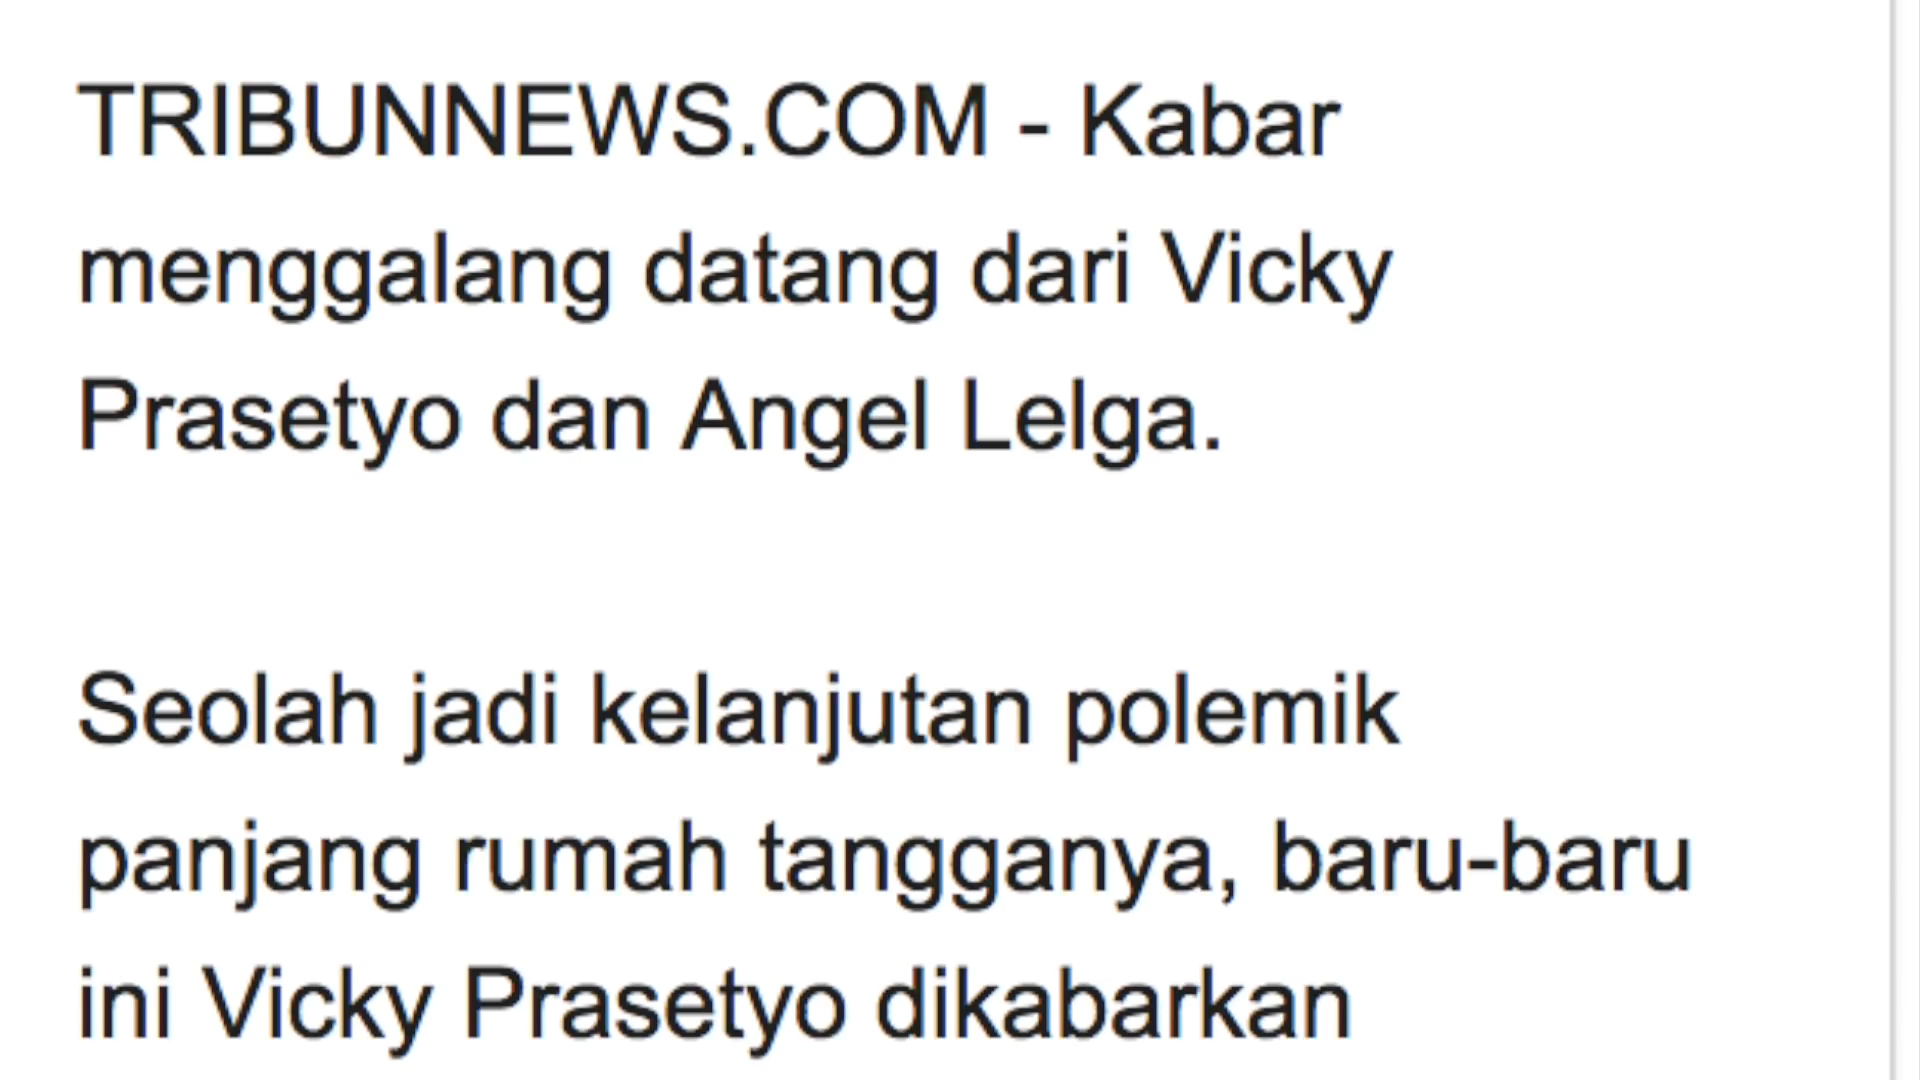 TRIBUNNEWS.COM - Kabar
menggalang datang dari Vicky
Prasetyo dan Angel Lelga.
Seolah jadi kelanjutan polemik
panjang rumah tangganya, baru-baru
ini Vicky Prasetyo dikabarkan